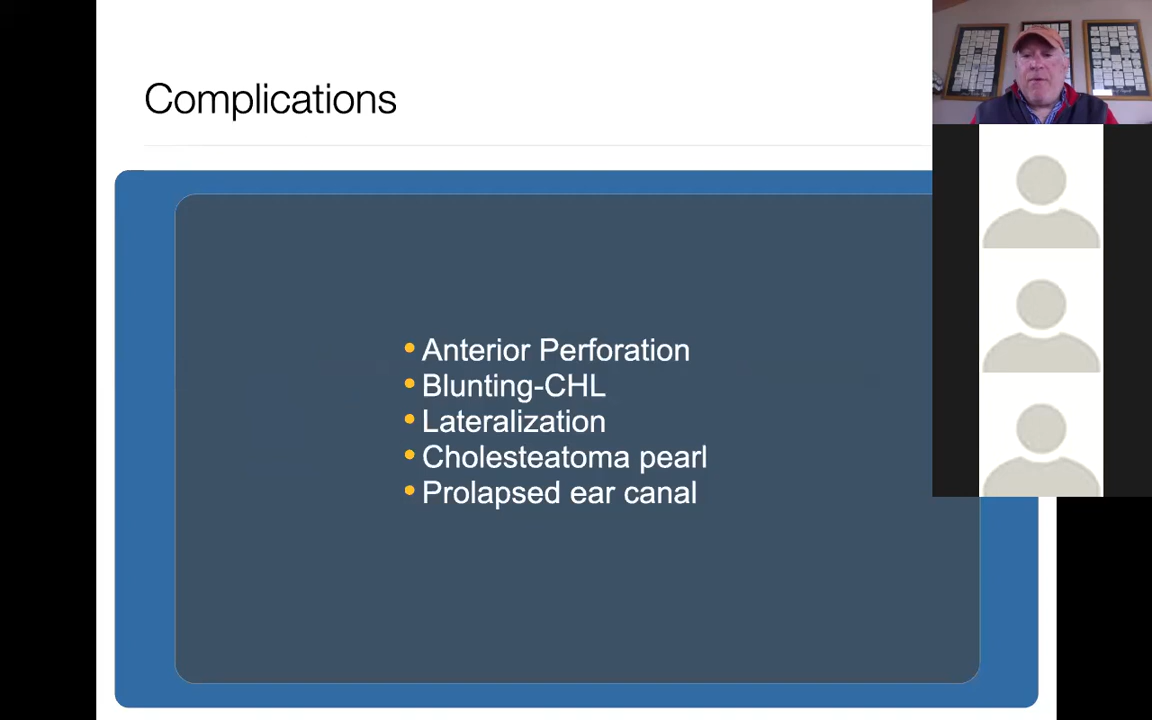 Complications
• Anterior Perforation
• Blunting-CHL
• Lateralization
• Cholesteatoma pearl
• Prolapsed ear canal